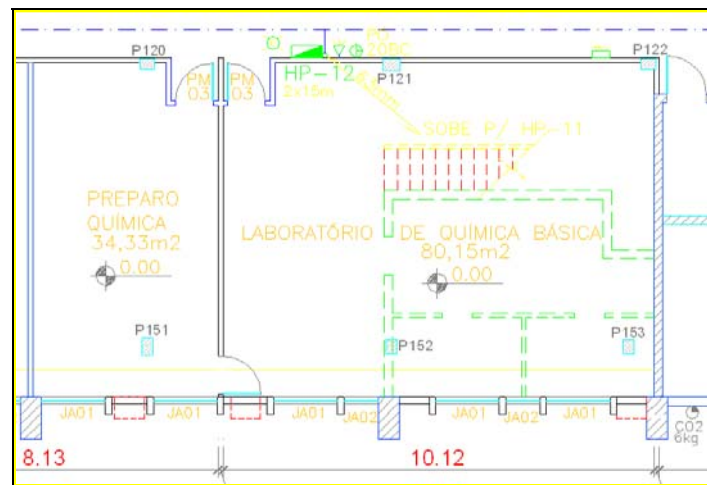 PG
20BC
P120
P122
PM
03
PM
03
HP-12
2x15m
P121
SOBE P/ HP-11
PREPARO
QUÍMICA
34,33m2
0.00
LABORATÓRIO DE QUÍMICA BÁSICA
80,15m2
0.00
P151
P152
P153
JA01
JA01
JA01
JA02
JA01
JA02
JA01
CO2
6kg
8.13
10.12